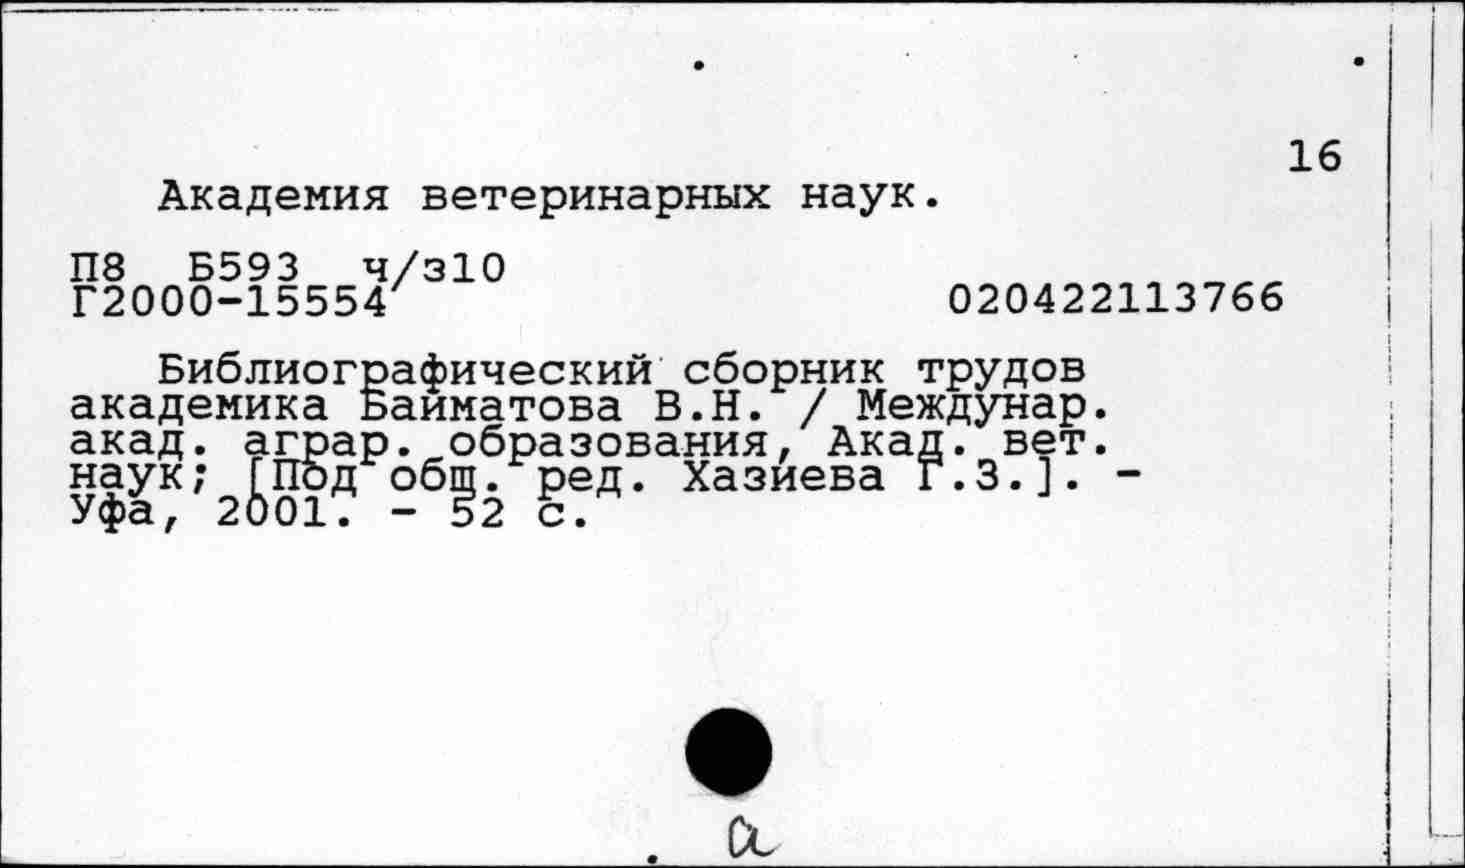 16
Академия ветеринарных наук.
П8 Б593 ч/з10
Г2000-15554 020422113766
Библиографический сборник трудов
академика Байматова В.Н. / Междунар.
акад. аграр. образования, Акад. вет.
наук; [Под общ. ред. Хазиева Г.З.]. -
Уфа, 2001. - 52 с.
а